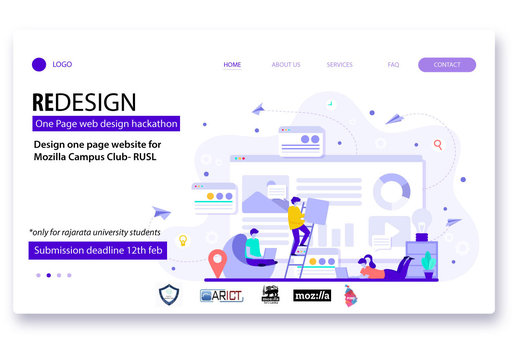 LOGO
HOME
ABOUT US
SERVICES
FAQ
CONTACT
REDESIGN
One Page web design hackathon
Design one page website for
Mozilla Campus Club- RUSL
*only for rajarata university students
Submission deadline 12th feb
ARICT
mozilla
moz://a